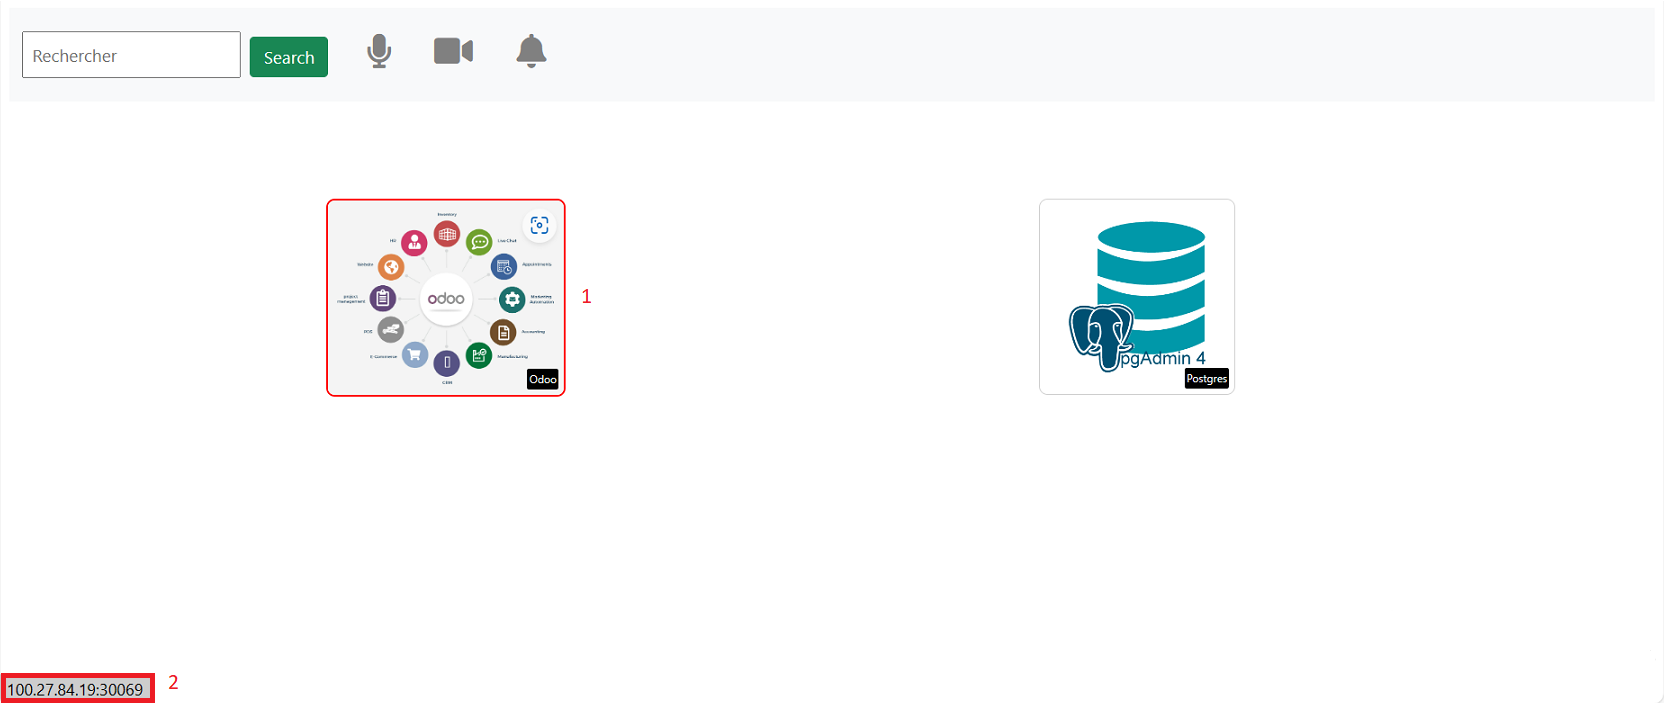 Rechercher
Search
Inventory
HR
Live Chat
Website
Appointments
odoo
project
management
Marketing
Automation
POS
Accounting
E-Commerce
Manufacturing
CRM
Odoo
1
pgAdmin 4
Postgres
100.27.84.19:30069
2